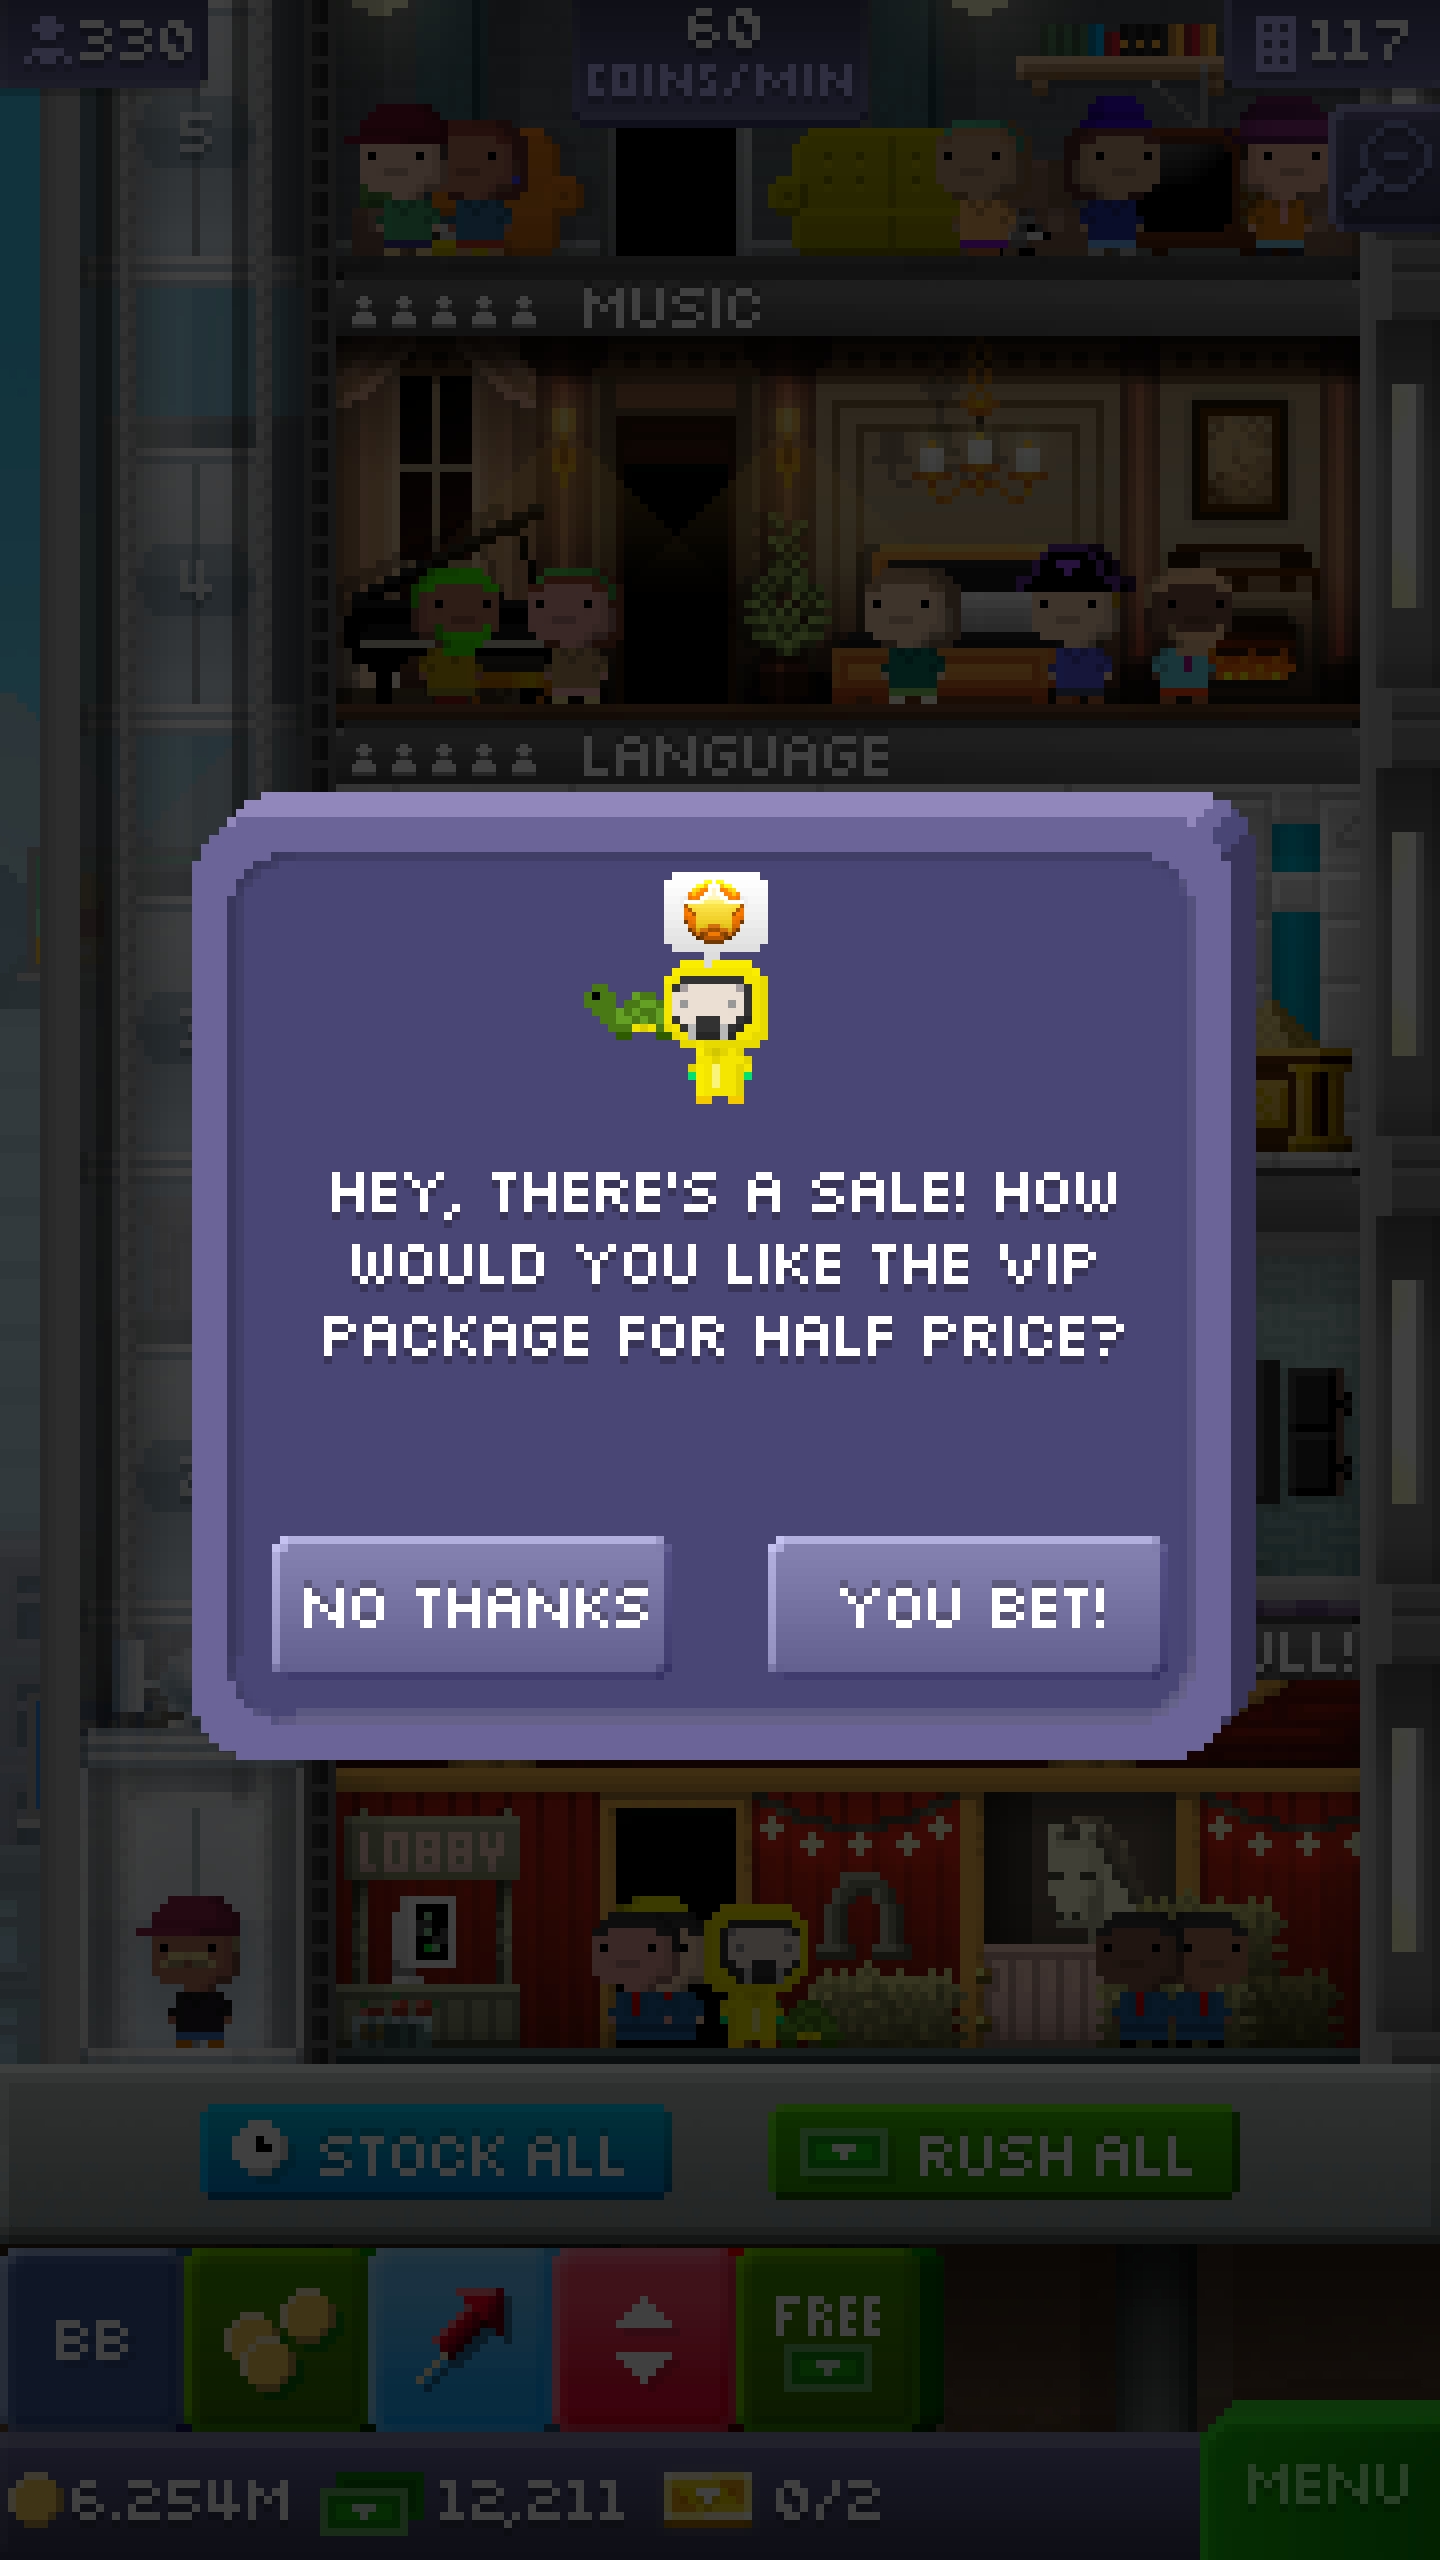 330
60
COINS/MIN
117
5
MUSIC
4
LANGUAGE
HEY, THERE'S A SALE! HOW
WOULD YOU LIKE THE VIP
PACKAGE FOR HALF PRICE?
NO THANKS
YOU BET!
LOBBY
STOCK ALL
RUSH ALL
BB
FREE
6.254M
12,211
0/2
MENU